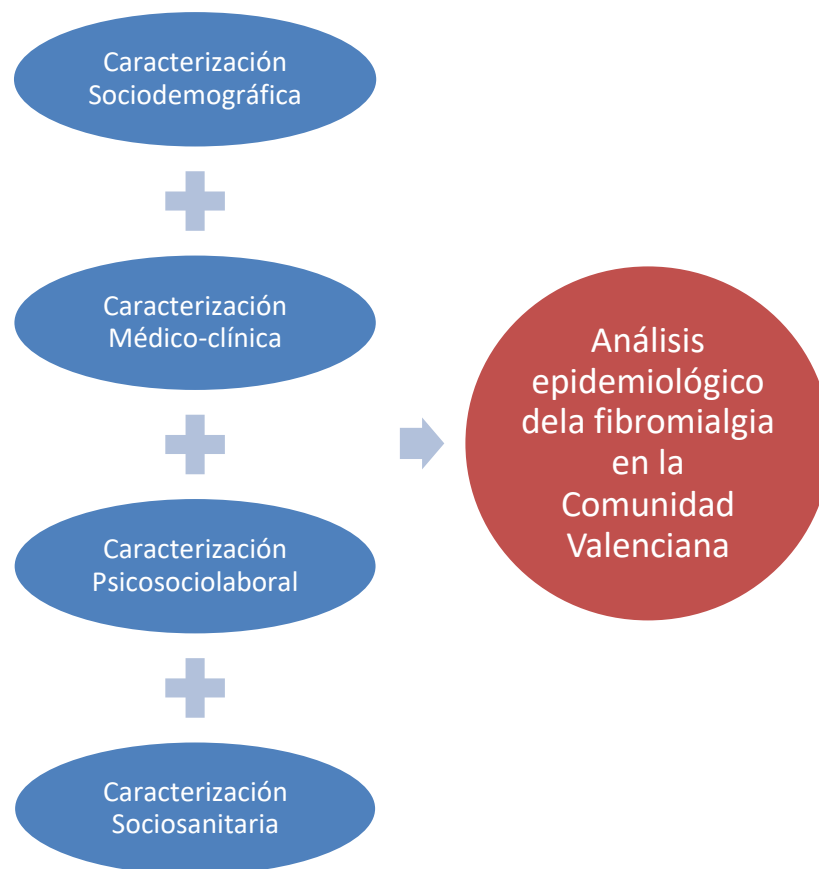 Caracterización
Sociodemográfica
Caracterización
Médico-clínica
Caracterización
Psicosociolaboral
Caracterización
Sociosanitaria
Análisis
epidemiológico
dela fibromialgia
en la
Comunidad
Valenciana